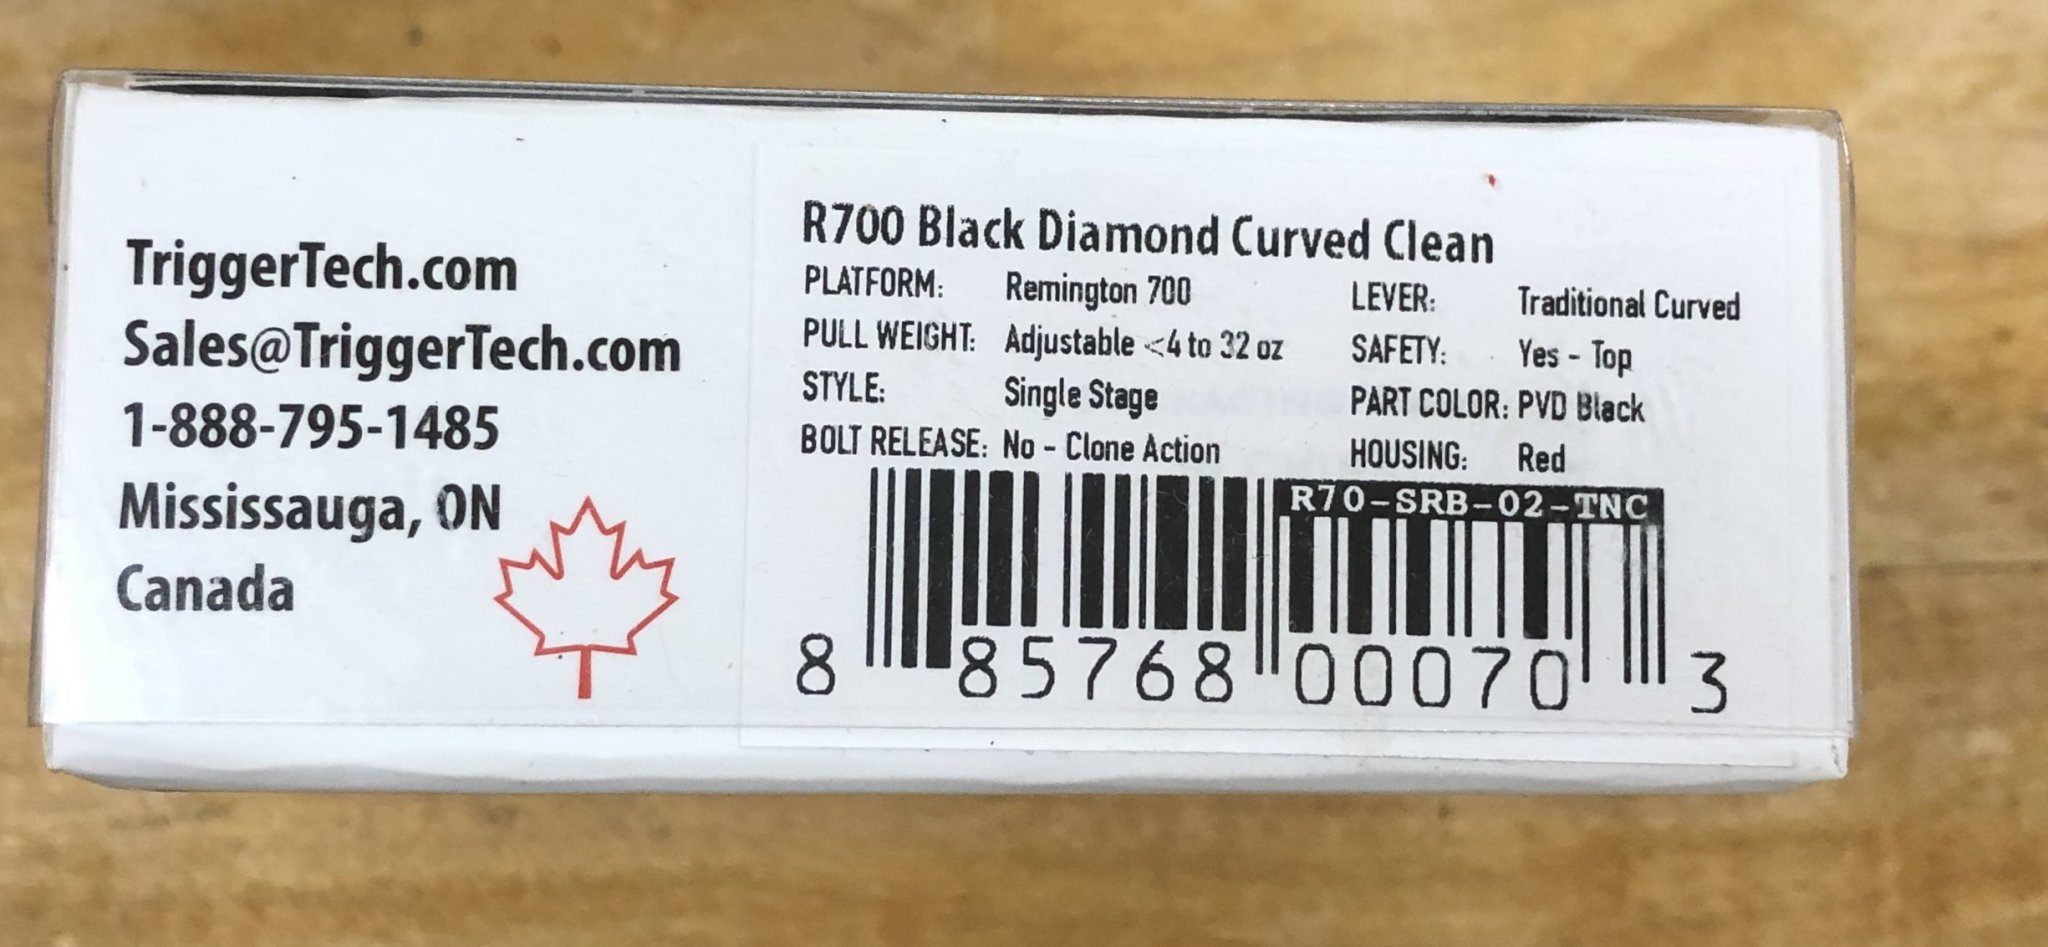 TriggerTech.com
Sales@TriggerTech.com
1-888-795-1485
Mississauga, ON
Canada
R700 Black Diamond Curved Clean
PLATFORM: Remington 700 LEVER: Traditional Curved
PULL WEIGHT: Adjustable <4 to 32 oz SAFETY: Yes - Top
STYLE: Single Stage PART COLOR: PVD Black
BOLT RELEASE: No - Clone Action HOUSING: Red
R70-SRB-02-TNC
8 85768 00070 3